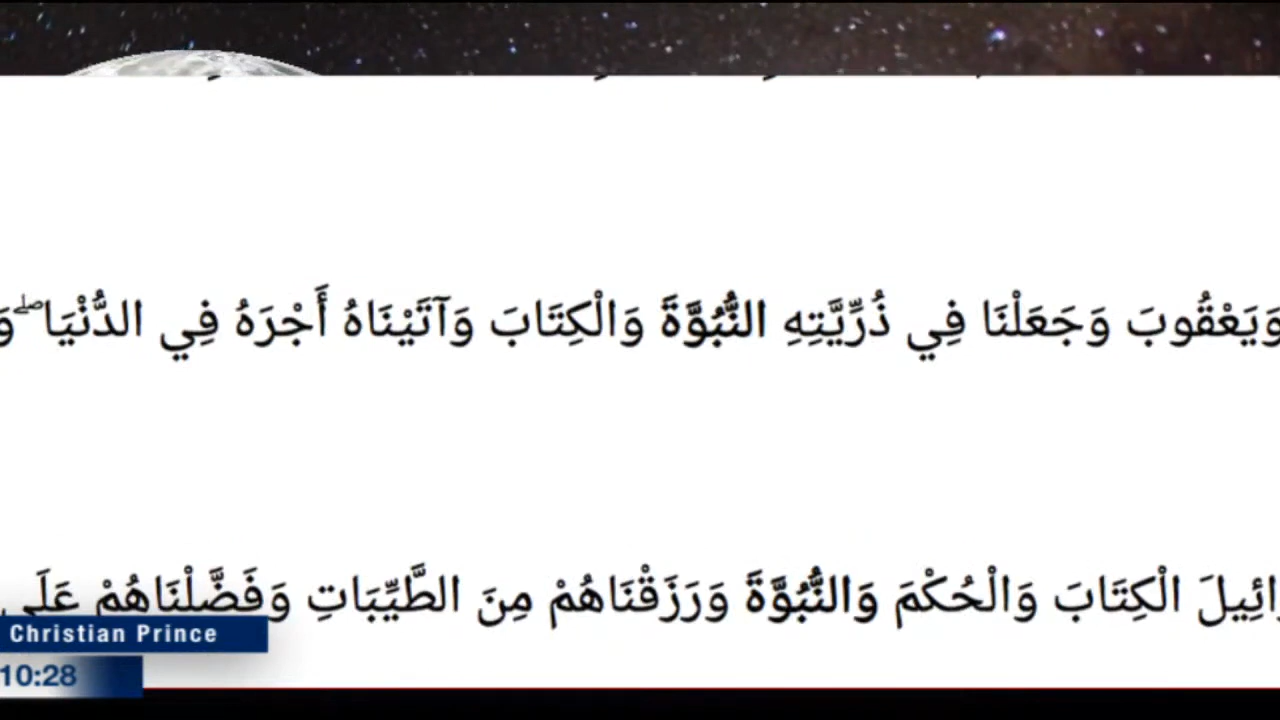 وَيَعْقُوبَ وَجَعَلْنَا فِي ذُرِّيَّتِهِ النُّبُوَّةَ وَالْكِتَابَ وَآتَيْنَاهُ أَجْرَهُ فِي الدُّنْيَا ۖ وَ
ائِيلَ الْكِتَابَ وَالْحُكْمَ وَالنُّبُوَّةَ وَرَزَقْنَاهُمْ مِنَ الطَّيِّبَاتِ وَفَضَّلْنَاهُمْ عَلَى
Christian Prince
10:28